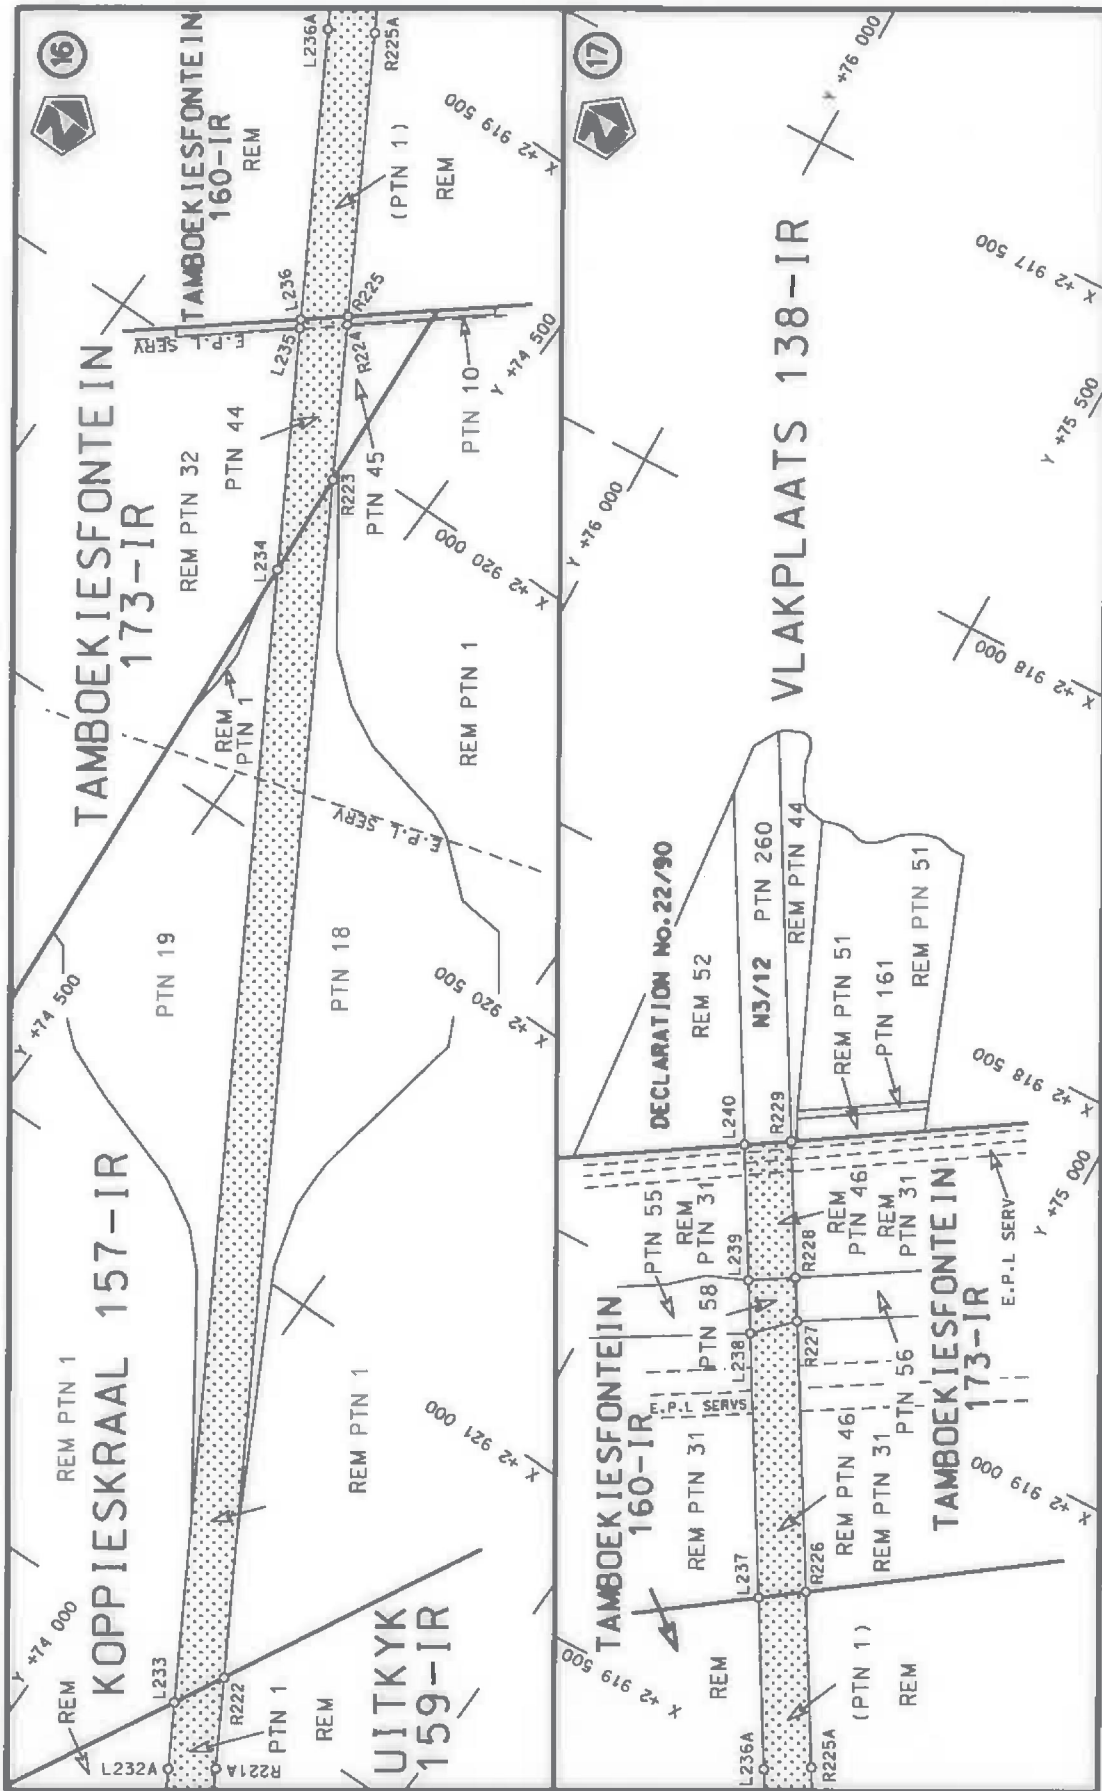 16
N
Y +74 000
REM
L232A
L233
KOPPIESKRAAL 157-IR
REM PTN 1
Y +74 500
PTN 19
TAMBOEKIESFONTEIN
173-IR
REM
PTN 1
REM PTN 32
PTN 44
L234
L235
E.P.L SERV
L236
TAMBOEKIESFONTEIN
160-IR
REM
L236A
R225A
(PTN 1)
REM
X +2 919 500
R225
R224
PTN 10
Y +74 500
PTN 45
R223
X +2 920 000
REM PTN 1
E.P.L SERV
PTN 18
X +2 920 500
REM PTN 1
X +2 921 000
R222
R221A
PTN 1
REM
UITKYK
159-IR
17
N
X +2 919 500
REM
L236A
L237
TAMBOEKIESFONTEIN
160-IR
REM PTN 31
E.P.L SERVS
L238
PTN 58
L239
PTN 55
REM
PTN 31
L240
DECLARATION No.22/90
REM 52
N3/12 PTN 260
REM PTN 44
VLAKPLAATS 138-IR
Y +76 000
Y +76 000
X +2 917 500
Y +75 500
X +2 918 000
REM PTN 51
REM PTN 51
PTN 161
X +2 918 500
R229
REM
PTN 46
REM
PTN 31
R228
R227
E.P.L SERV
Y +75 000
PTN 56
TAMBOEKIESFONTEIN
173-IR
REM PTN 46
REM PTN 31
X +2 919 000
R226
(PTN 1)
REM
R225A